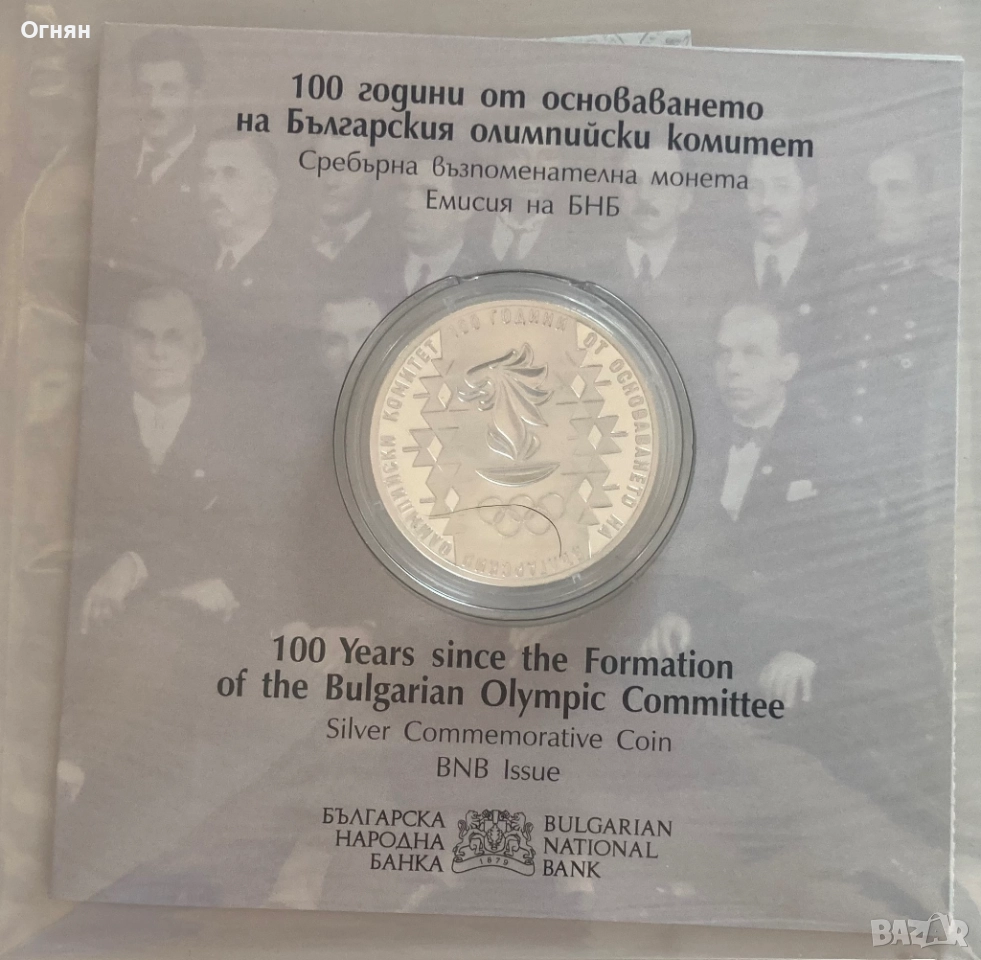 Огнян
100 години от основаването
на Българския олимпийски комитет
Сребърна възпоменателна монета
Емисия на БНБ
100 ГОДИНИ ОТ ОСНОВАВАНЕТО НА БЪЛГАРСКИЯ ОЛИМПИЙСКИ КОМИТЕТ
100 Years since the Formation
of the Bulgarian Olympic Committee
Silver Commemorative Coin
BNB Issue
БЪЛГАРСКА
НАРОДНА
БАНКА
1879
BULGARIAN
NATIONAL
BANK
BAZAR